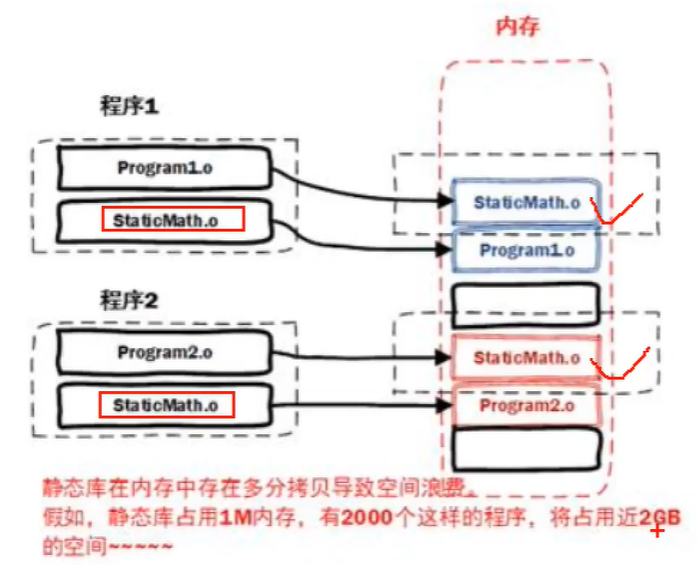 内存
程序1
Program1.o
StaticMath.o
StaticMath.o
Program1.o
程序2
Program2.o
StaticMath.o
StaticMath.o
Program2.o
静态库在内存中存在多分拷贝导致空间浪费。
假如，静态库占用1M内存，有2000个这样的程序，将占用近2GB
的空间~~~~~